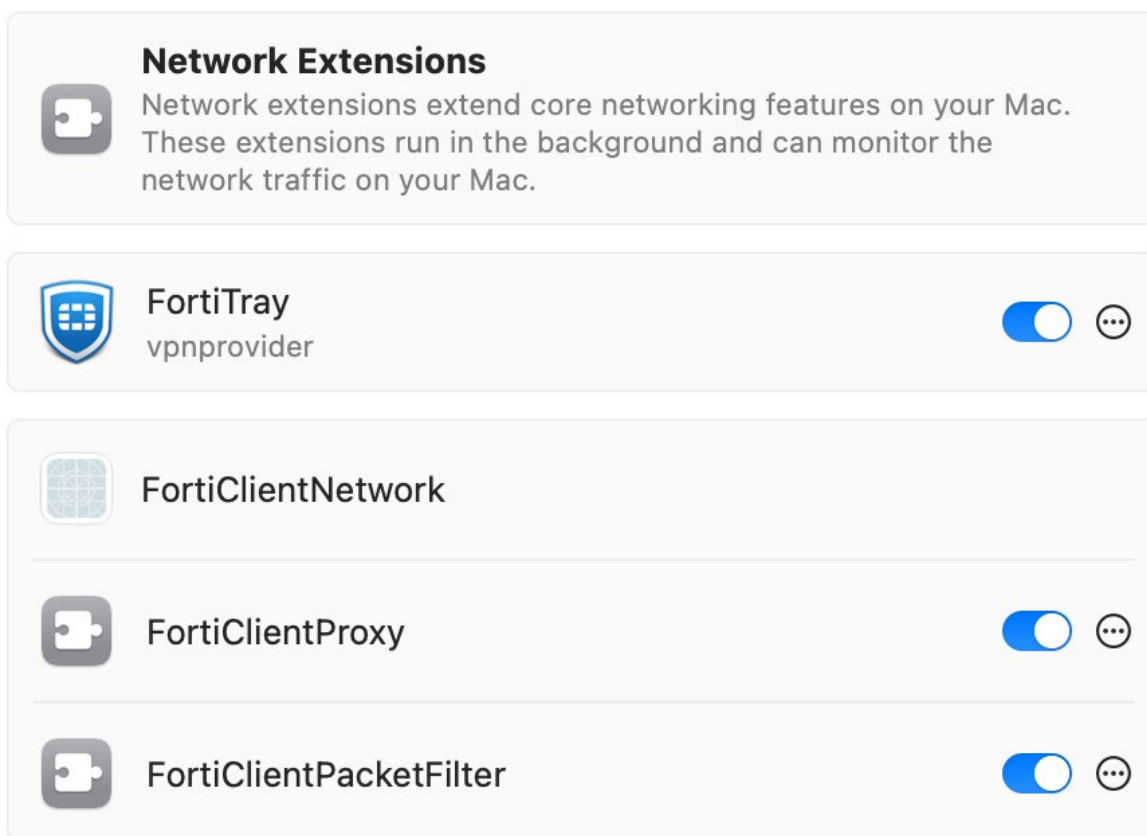 Network Extensions
Network extensions extend core networking features on your Mac.
These extensions run in the background and can monitor the
network traffic on your Mac.
FortiTray
vpnprovider
FortiClientNetwork
FortiClientProxy
FortiClientPacketFilter